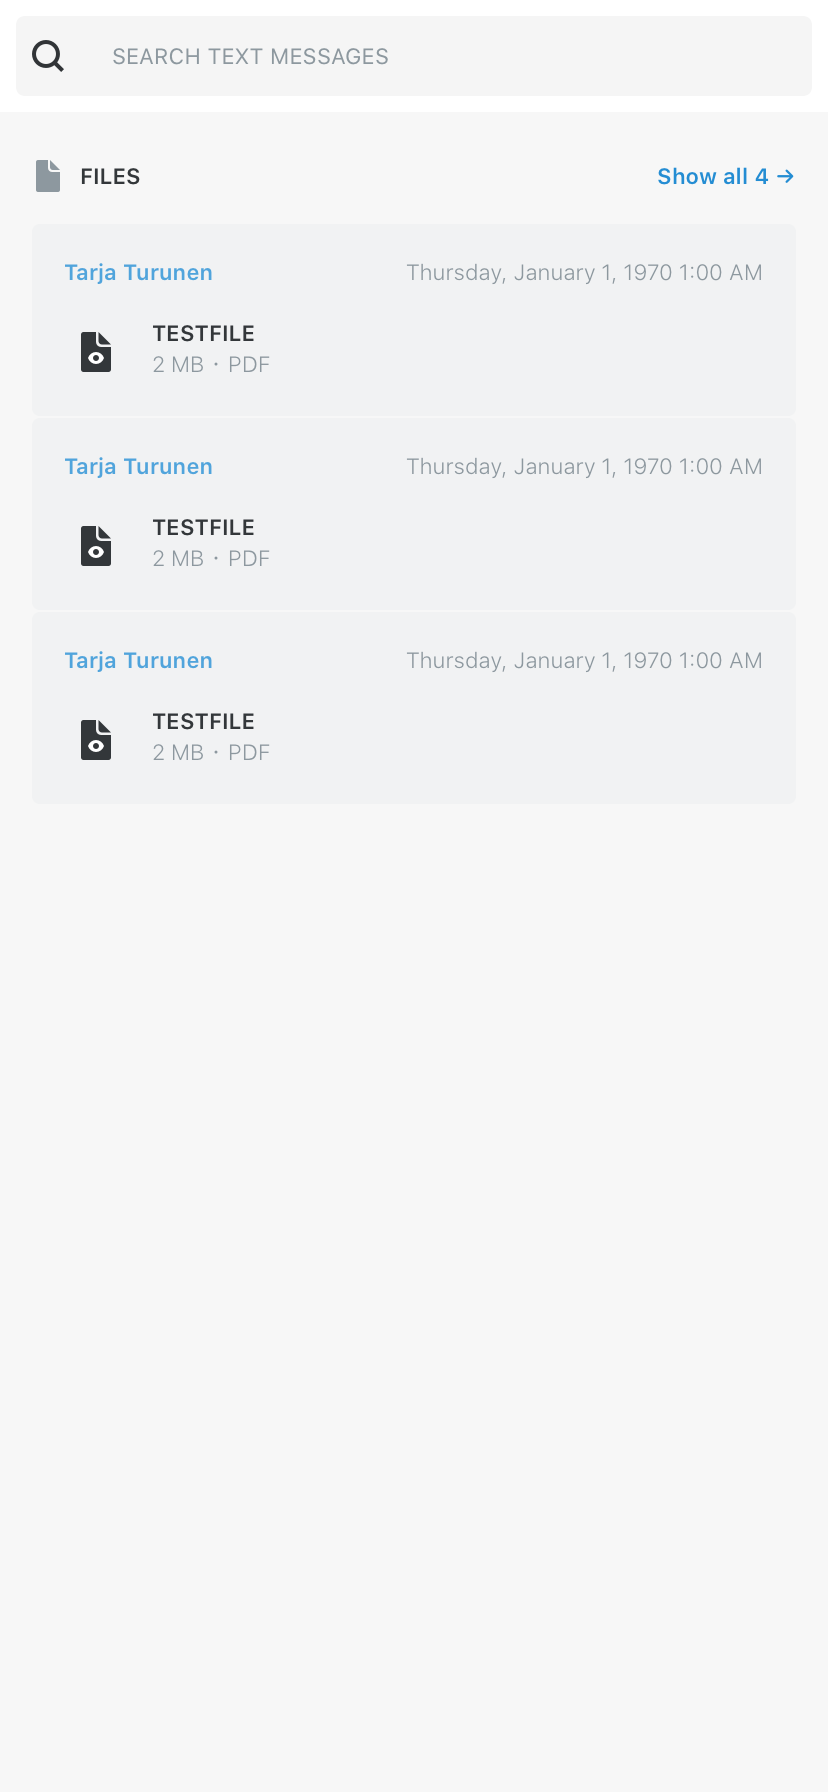 SEARCH TEXT MESSAGES
FILES
Show all 4 →
Tarja Turunen
Thursday, January 1, 1970 1:00 AM
TESTFILE
2 MB · PDF
Tarja Turunen
Thursday, January 1, 1970 1:00 AM
TESTFILE
2 MB · PDF
Tarja Turunen
Thursday, January 1, 1970 1:00 AM
TESTFILE
2 MB · PDF